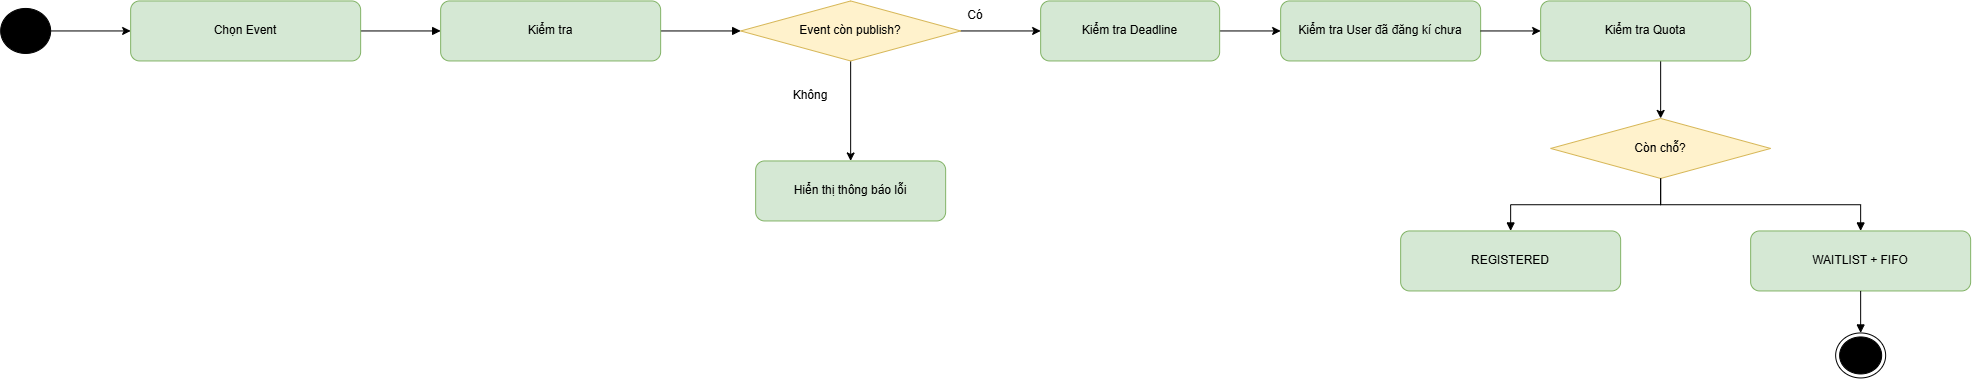 Chọn Event
Kiểm tra
Event còn publish?
Có
Kiểm tra Deadline
Kiểm tra User đã đăng kí chưa
Kiểm tra Quota
Không
Còn chỗ?
Hiển thị thông báo lỗi
REGISTERED
WAITLIST + FIFO